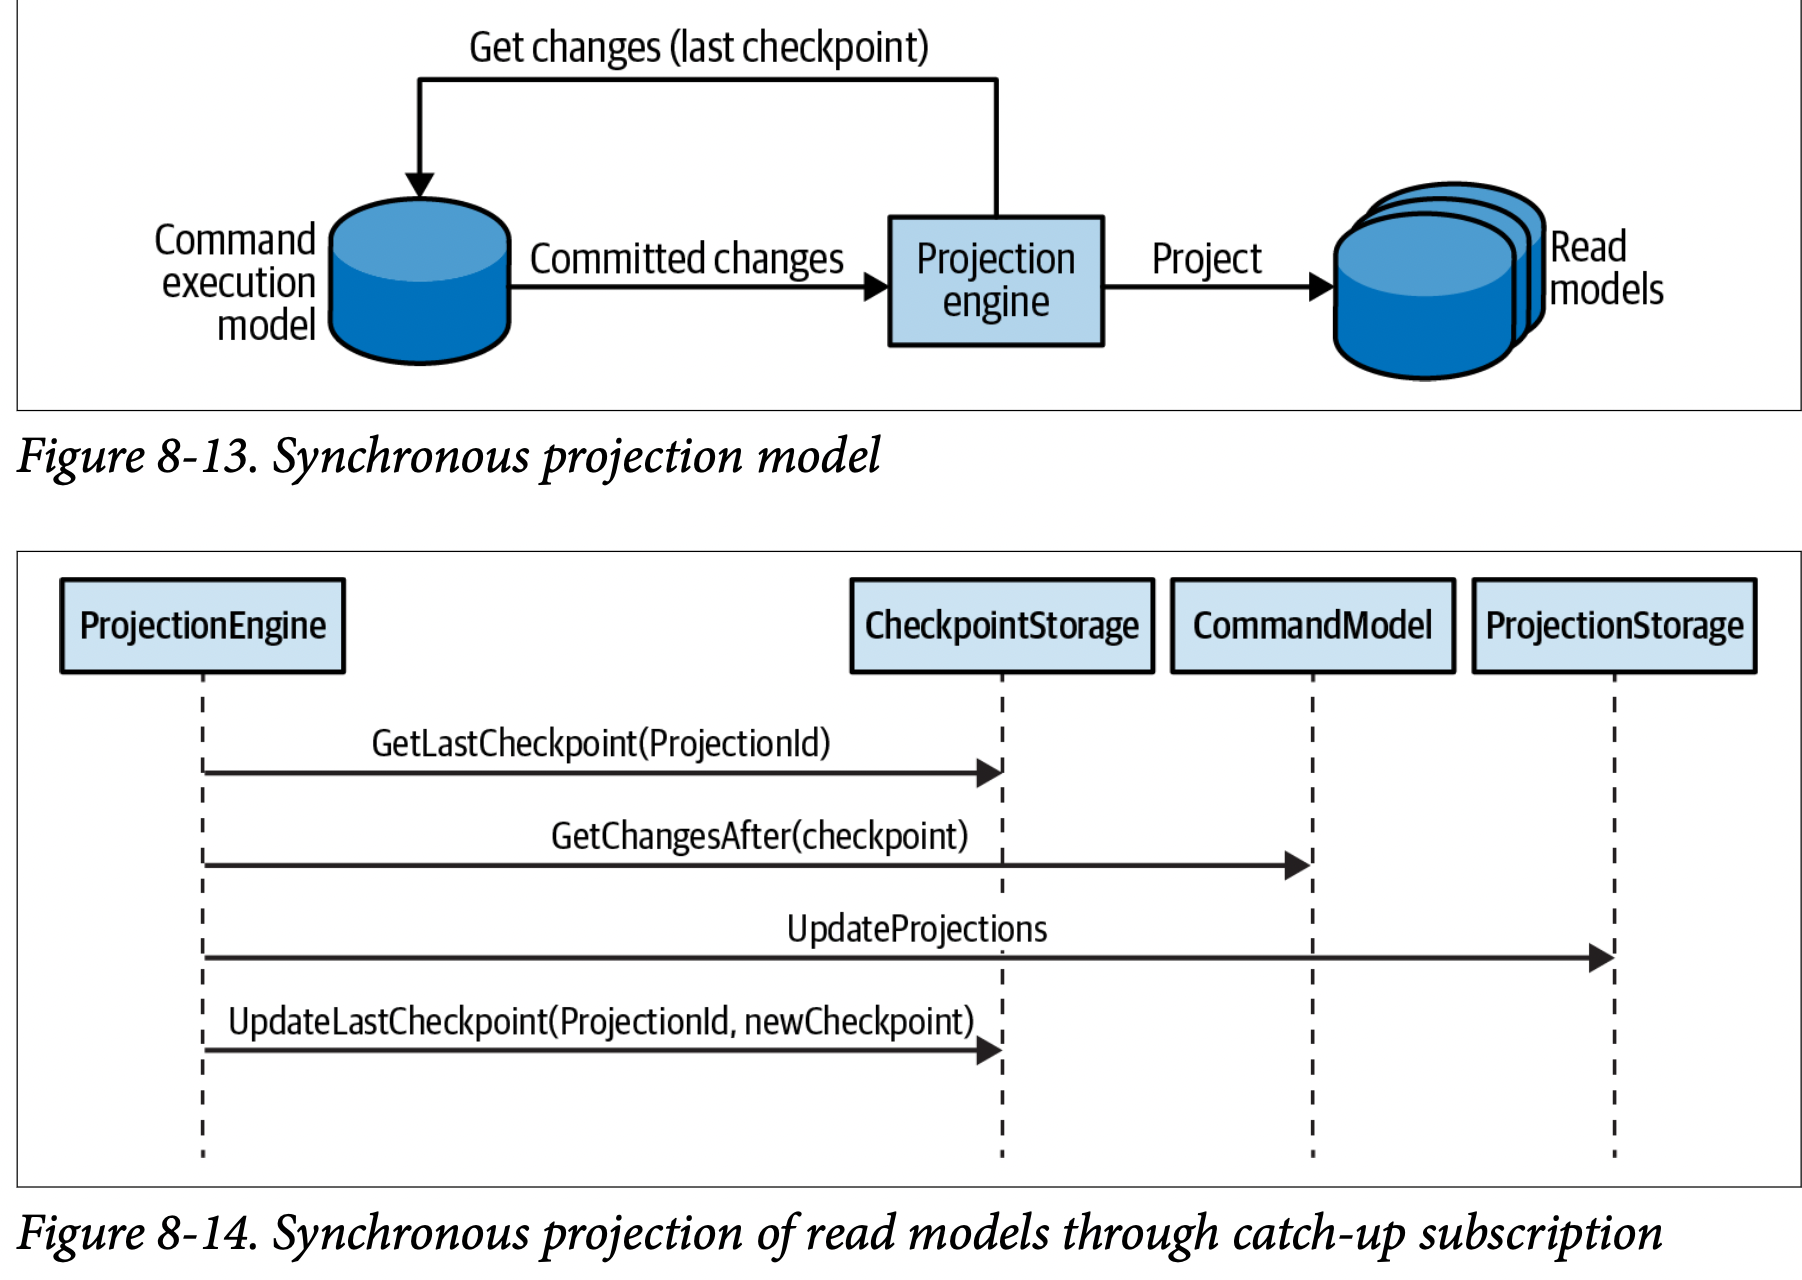 Get changes (last checkpoint)
Command
execution
model
Committed changes
Projection
engine
Project
Read
models
Figure 8-13. Synchronous projection model
ProjectionEngine
CheckpointStorage
CommandModel
ProjectionStorage
GetLastCheckpoint(ProjectionId)
GetChangesAfter(checkpoint)
UpdateProjections
UpdateLastCheckpoint(ProjectionId, newCheckpoint)
Figure 8-14. Synchronous projection of read models through catch-up subscription